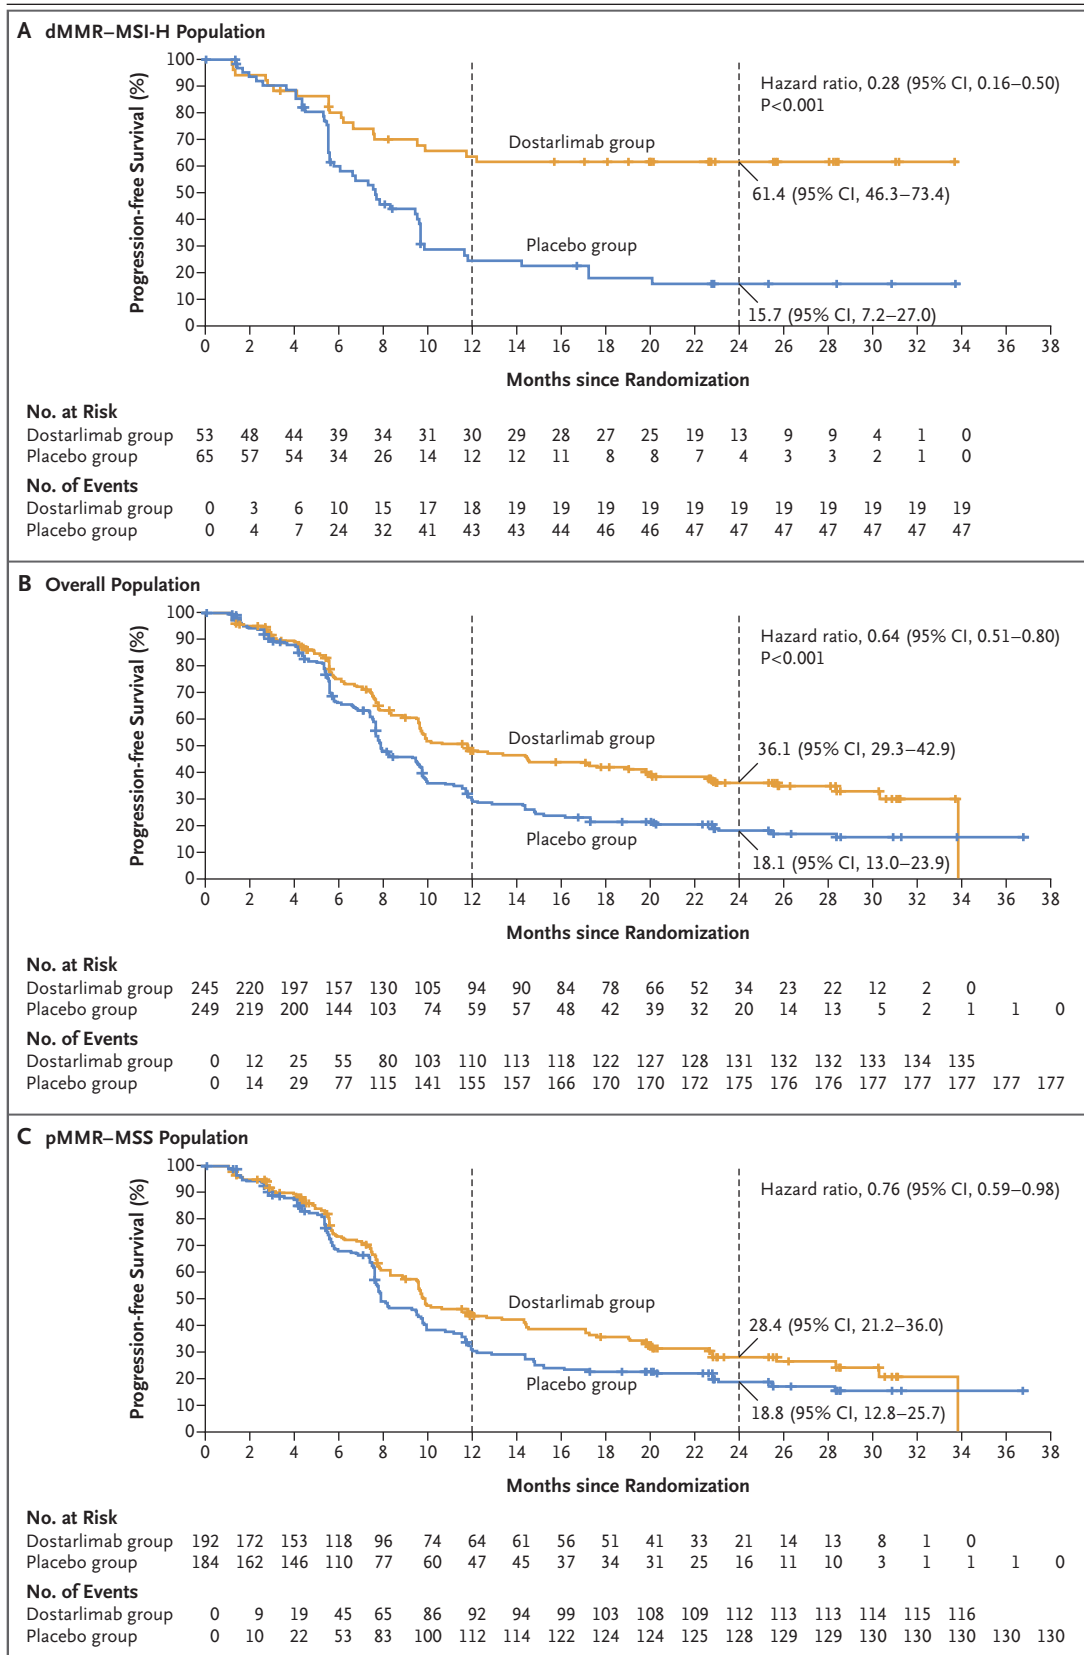 A dMMR–MSI-H Population
Progression-free Survival (%)
100
90
80
70
60
50
40
30
20
10
0
Hazard ratio, 0.28 (95% CI, 0.16–0.50)
P<0.001
Dostarlimab group
61.4 (95% CI, 46.3–73.4)
Placebo group
15.7 (95% CI, 7.2–27.0)
0 2 4 6 8 10 12 14 16 18 20 22 24 26 28 30 32 34 36 38
Months since Randomization
No. at Risk
Dostarlimab group 53 48 44 39 34 31 30 29 28 27 25 19 13 9 9 4 1 0
Placebo group 65 57 54 34 26 14 12 12 11 8 8 7 4 3 3 2 1 0
No. of Events
Dostarlimab group 0 3 6 10 15 17 18 19 19 19 19 19 19 19 19 19 19 19
Placebo group 0 4 7 24 32 41 43 43 44 46 46 47 47 47 47 47 47 47
B Overall Population
Progression-free Survival (%)
100
90
80
70
60
50
40
30
20
10
0
Hazard ratio, 0.64 (95% CI, 0.51–0.80)
P<0.001
Dostarlimab group
36.1 (95% CI, 29.3–42.9)
Placebo group
18.1 (95% CI, 13.0–23.9)
0 2 4 6 8 10 12 14 16 18 20 22 24 26 28 30 32 34 36 38
Months since Randomization
No. at Risk
Dostarlimab group 245 220 197 157 130 105 94 90 84 78 66 52 34 23 22 12 2 0
Placebo group 249 219 200 144 103 74 59 57 48 42 39 32 20 14 13 5 2 1 1 0
No. of Events
Dostarlimab group 0 12 25 55 80 103 110 113 118 122 127 128 131 132 132 133 134 135
Placebo group 0 14 29 77 115 141 155 157 166 170 170 172 175 176 176 177 177 177 177 177
C pMMR–MSS Population
Progression-free Survival (%)
100
90
80
70
60
50
40
30
20
10
0
Hazard ratio, 0.76 (95% CI, 0.59–0.98)
Dostarlimab group
28.4 (95% CI, 21.2–36.0)
Placebo group
18.8 (95% CI, 12.8–25.7)
0 2 4 6 8 10 12 14 16 18 20 22 24 26 28 30 32 34 36 38
Months since Randomization
No. at Risk
Dostarlimab group 192 172 153 118 96 74 64 61 56 51 41 33 21 14 13 8 1 0
Placebo group 184 162 146 110 77 60 47 45 37 34 31 25 16 11 10 3 1 1 1 0
No. of Events
Dostarlimab group 0 9 19 45 65 86 92 94 99 103 108 109 112 113 113 114 115 116
Placebo group 0 10 22 53 83 100 112 114 122 124 124 125 128 129 129 130 130 130 130 130